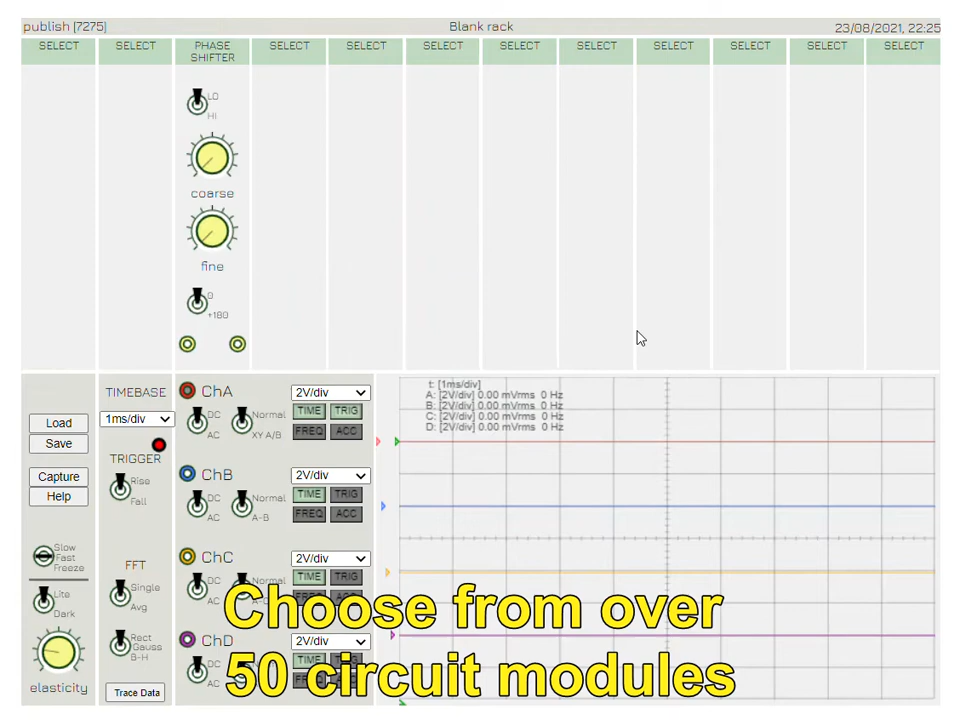 publish [7275] Blank rack 23/08/2021, 22:25
SELECT SELECT PHASE SHIFTER SELECT SELECT SELECT SELECT SELECT SELECT SELECT SELECT SELECT
LO
HI
coarse
fine
0
+180
Load
Save
Capture
Help
Slow
Fast
Freeze
Lite
Dark
elasticity
TIMEBASE
1ms/div
TRIGGER
Rise
Fall
FFT
Single
Avg
Rect
Gauss
B-H
Trace Data
ChA 2V/div
DC Normal TIME TRIG
AC XY A/B FREQ ACC
ChB 2V/div
DC Normal TIME TRIG
AC A-B FREQ ACC
ChC 2V/div
DC Normal TIME TRIG
AC
ChD 2V/div
DC TIME
AC
t: [1ms/div]
A: [2V/div] 0.00 mVrms 0 Hz
B: [2V/div] 0.00 mVrms 0 Hz
C: [2V/div] 0.00 mVrms 0 Hz
D: [2V/div] 0.00 mVrms 0 Hz
Choose from over
50 circuit modules